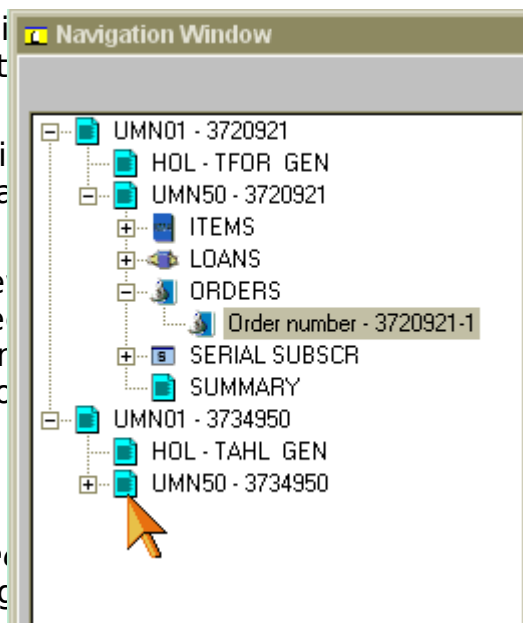 Navigation Window
UMN01 - 3720921
HOL - TFOR GEN
UMN50 - 3720921
ITEMS
LOANS
ORDERS
Order number - 3720921-1
SERIAL SUBSCR
SUMMARY
UMN01 - 3734950
HOL - TAHL GEN
UMN50 - 3734950